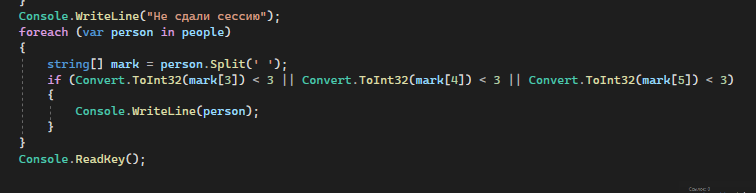 }
Console.WriteLine("Не сдали сессию");
foreach (var person in people)
{
string[] mark = person.Split(' ');
if (Convert.ToInt32(mark[3]) < 3 || Convert.ToInt32(mark[4]) < 3 || Convert.ToInt32(mark[5]) < 3)
{
Console.WriteLine(person);
}
}
Console.ReadKey();